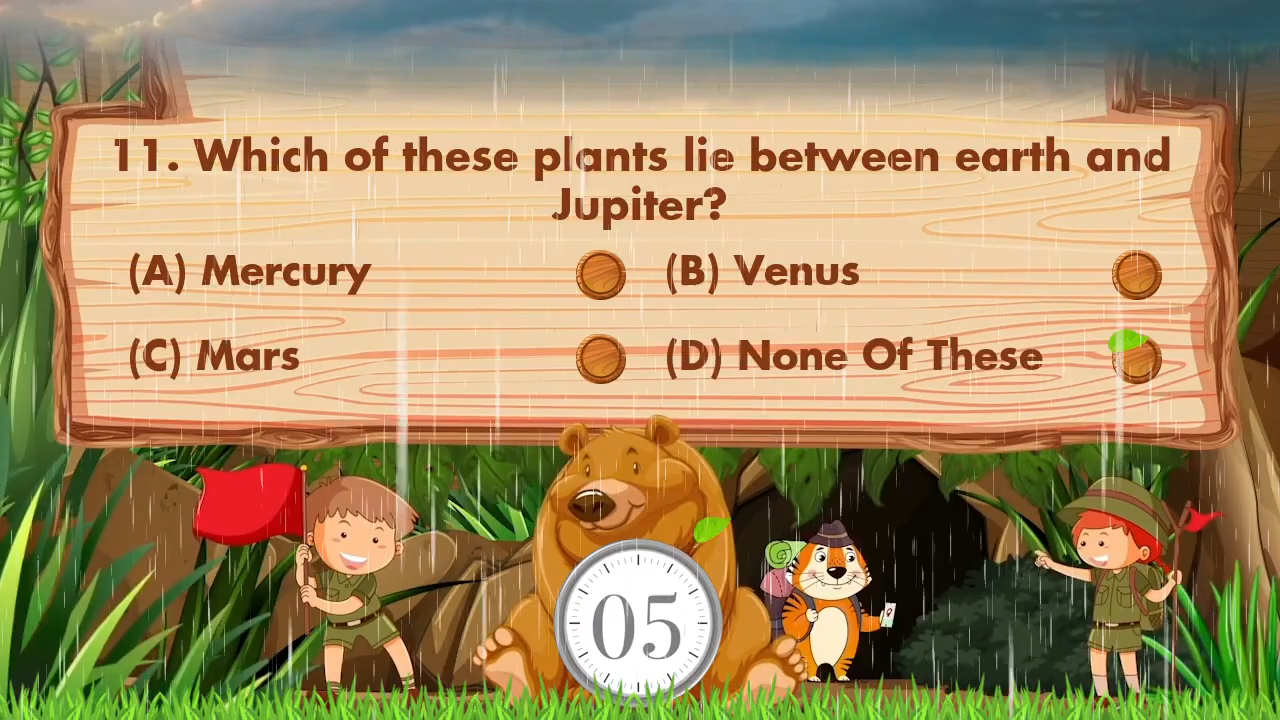 11. Which of these plants lie between earth and
Jupiter?
(A) Mercury
(B) Venus
(C) Mars
(D) None Of These
05